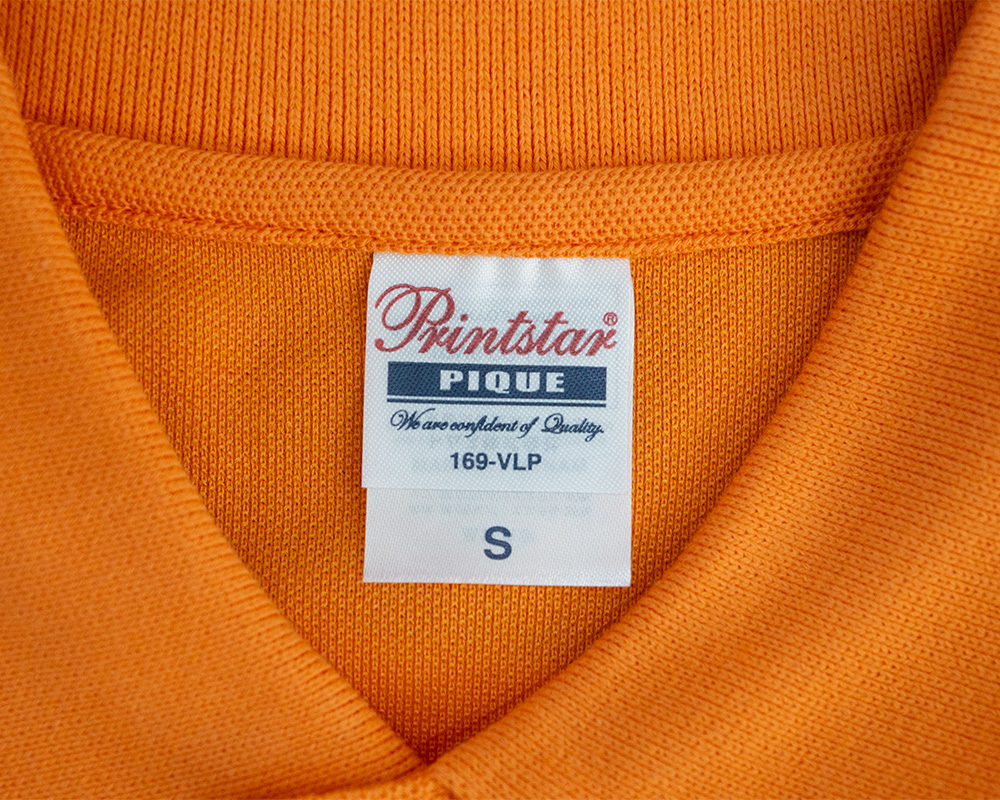 Printstar®
PIQUE
We are confident of Quality.
169-VLP
S